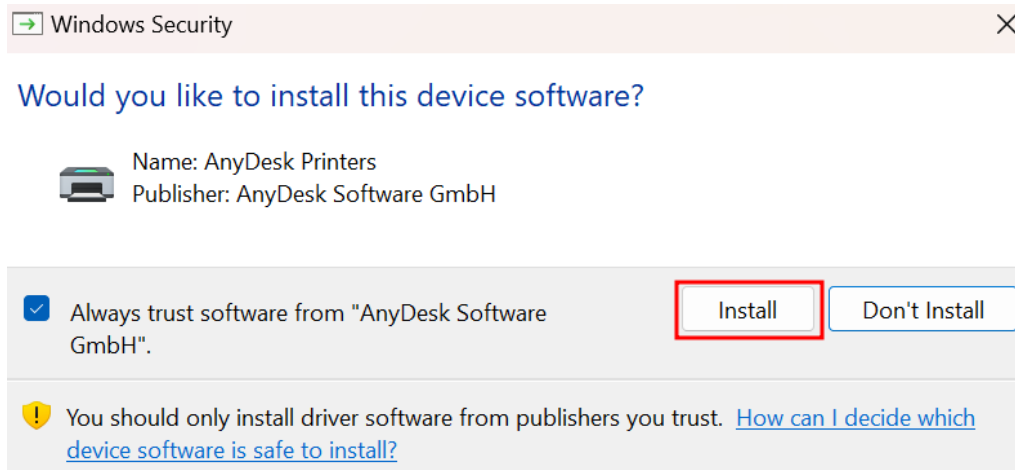 Windows Security
Would you like to install this device software?
Name: AnyDesk Printers
Publisher: AnyDesk Software GmbH
Always trust software from "AnyDesk Software
GmbH".
Install
Don't Install
You should only install driver software from publishers you trust. How can I decide which
device software is safe to install?